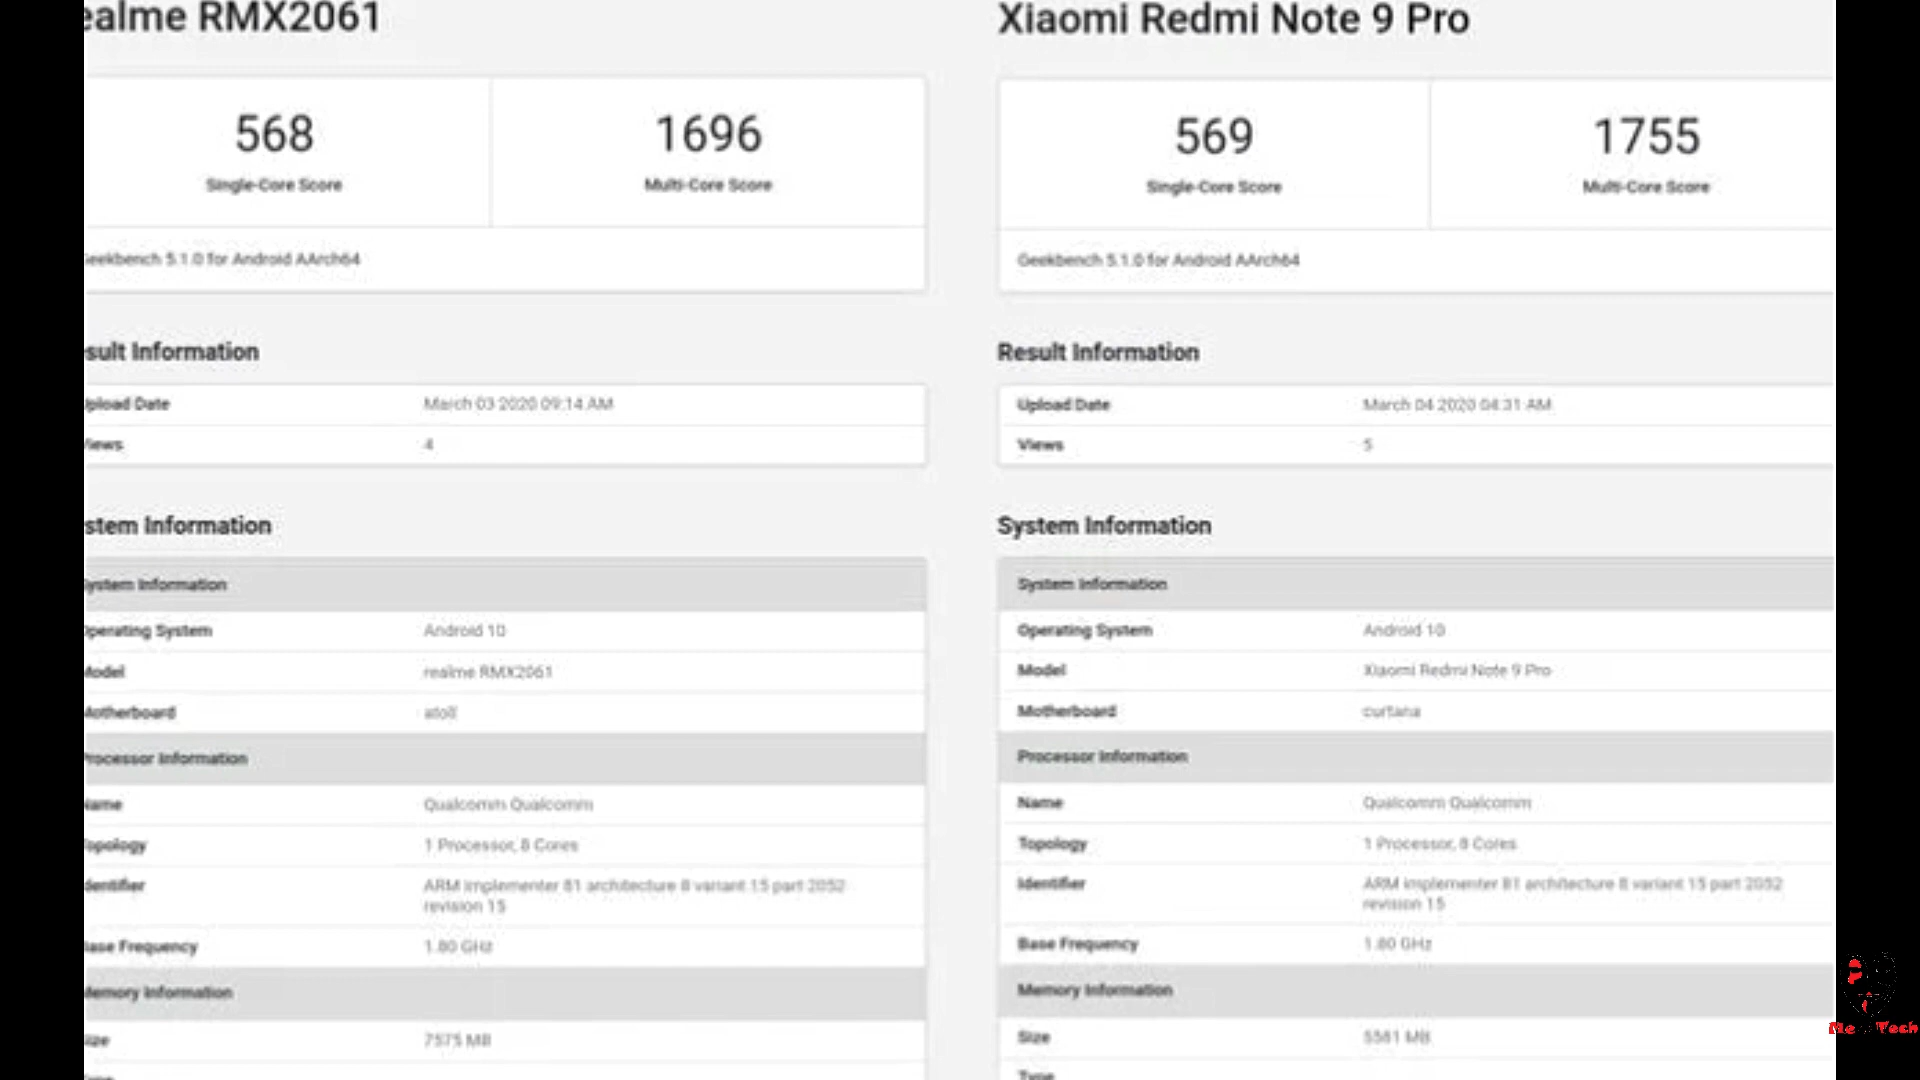 ealme RMX2061
568
Single-Core Score
1696
Multi-Core Score
eekbench 5.1.0 for Android AArch64
sult Information
pload Date March 03 2020 09:14 AM
iews 4
stem Information
ystem Information
perating System Android 10
odel realme RMX2061
otherboard atoll
rocessor Information
ame Qualcomm Qualcomm
opology 1 Processor, 8 Cores
dentifier ARM implementer 81 architecture 8 variant 15 part 2052
revision 15
ase Frequency 1.80 GHz
emory Information
ize 7575 MB
Xiaomi Redmi Note 9 Pro
569
Single-Core Score
1755
Multi-Core Score
Geekbench 5.1.0 for Android AArch64
Result Information
Upload Date March 04 2020 04:31 AM
Views 5
System Information
System Information
Operating System Android 10
Model Xiaomi Redmi Note 9 Pro
Motherboard curtana
Processor Information
Name Qualcomm Qualcomm
Topology 1 Processor, 8 Cores
Identifier ARM implementer 81 architecture 8 variant 15 part 2052
revision 15
Base Frequency 1.80 GHz
Memory Information
Size 5581 MB
Type
Tech